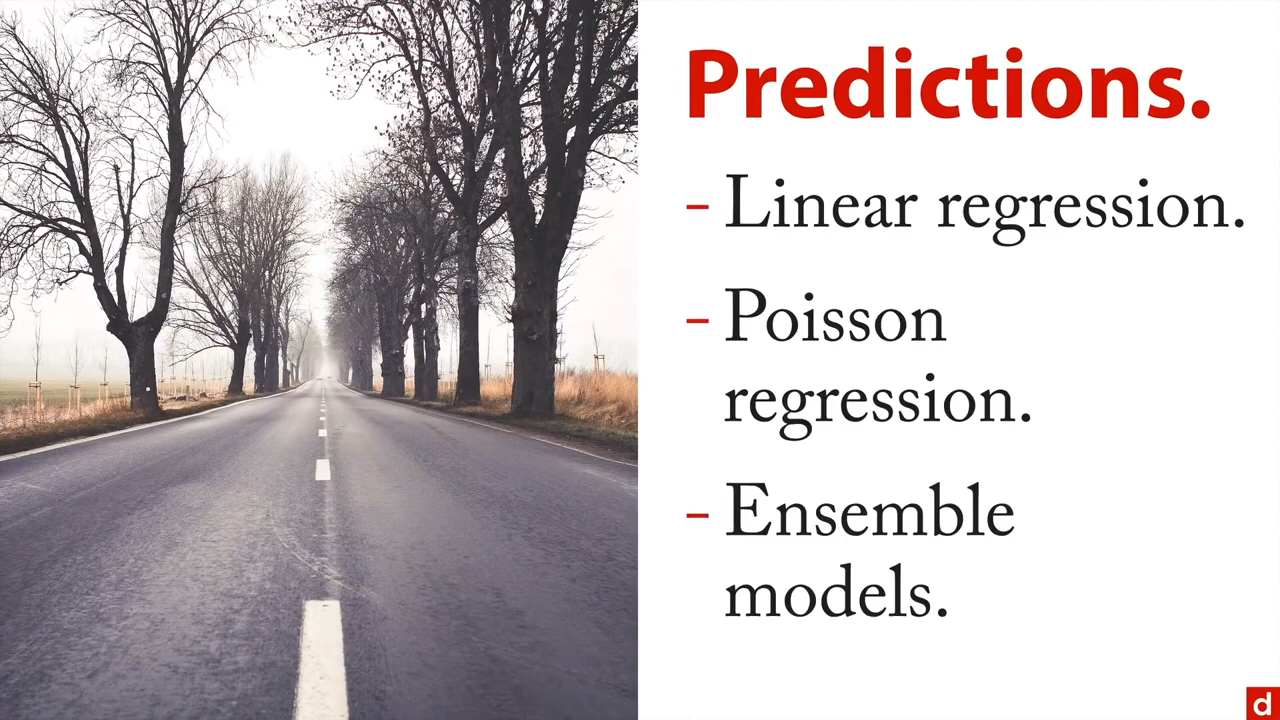 Predictions.
- Linear regression.
- Poisson
regression.
- Ensemble
models.
d